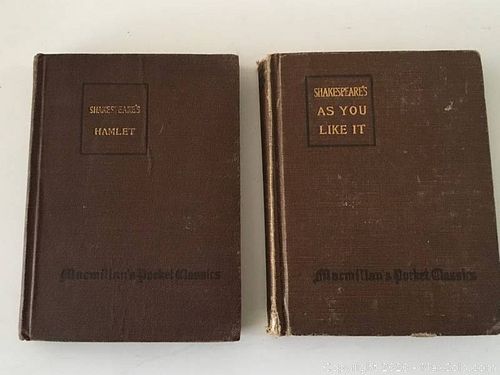 SHAKESPEARE'S
HAMLET
Macmillan's Pocket Classics
SHAKESPEARE'S
AS YOU
LIKE IT
Macmillan's Pocket Classics